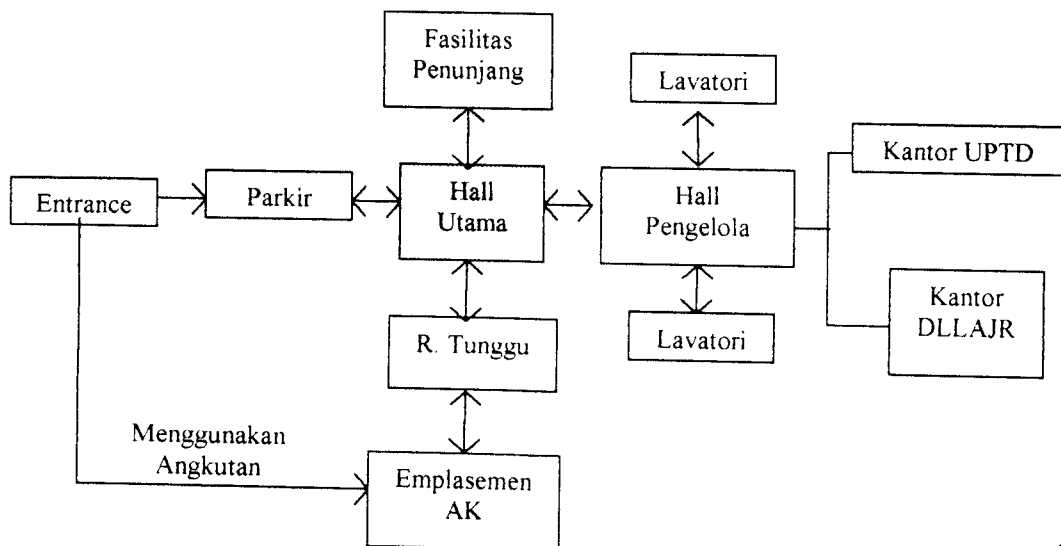 Fasilitas
Penunjang
Lavatori
Kantor UPTD
Entrance
Parkir
Hall
Utama
Hall
Pengelola
Kantor
DLLAJR
R. Tunggu
Lavatori
Menggunakan
Angkutan
Emplasemen
AK